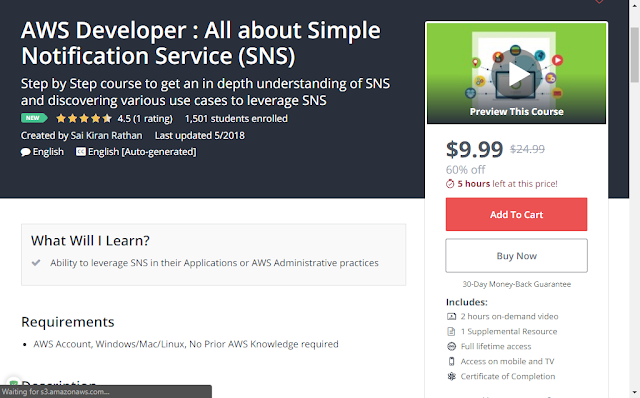 AWS Developer : All about Simple
Notification Service (SNS)
Step by Step course to get an in depth understanding of SNS
and discovering various use cases to leverage SNS
NEW 4.5 (1 rating) 1,501 students enrolled
Created by Sai Kiran Rathan Last updated 5/2018
English English [Auto-generated]
Preview This Course
$9.99 $24.99
60% off
5 hours left at this price!
Add To Cart
Buy Now
30-Day Money-Back Guarantee
Includes:
2 hours on-demand video
1 Supplemental Resource
Full lifetime access
Access on mobile and TV
Certificate of Completion
What Will I Learn?
Ability to leverage SNS in their Applications or AWS Administrative practices
Requirements
AWS Account, Windows/Mac/Linux, No Prior AWS Knowledge required
Description
Waiting for s3.amazonaws.com...